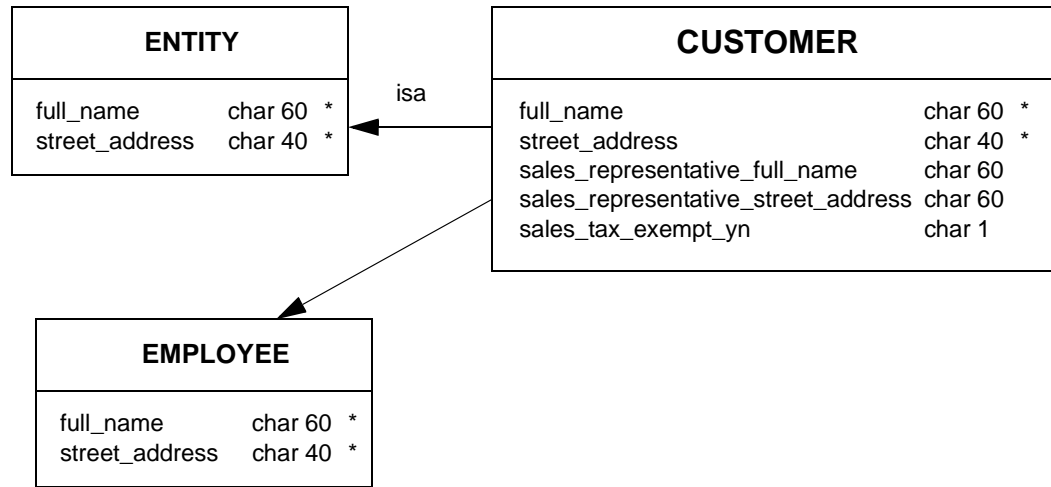 ENTITY
full_name char 60 *
street_address char 40 *
isa
CUSTOMER
full_name char 60 *
street_address char 40 *
sales_representative_full_name char 60
sales_representative_street_address char 60
sales_tax_exempt_yn char 1
EMPLOYEE
full_name char 60 *
street_address char 40 *